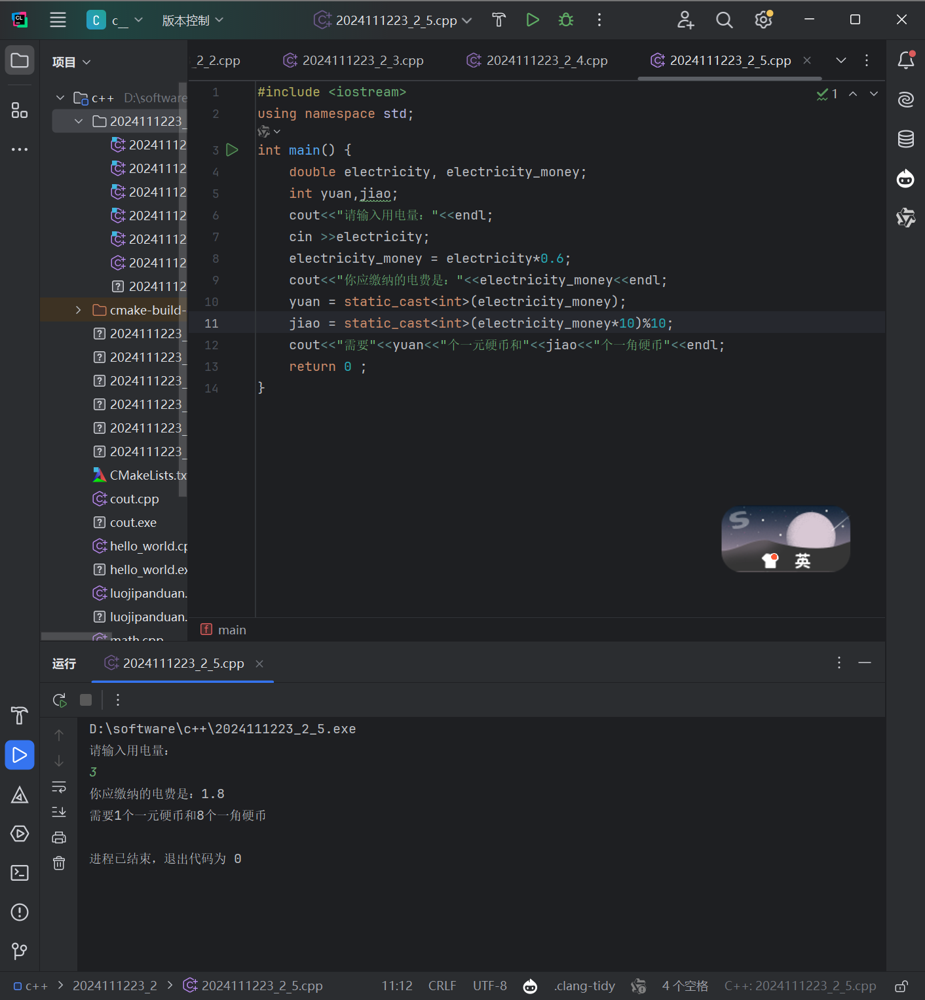 CL C c__ 版本控制 2024111223_2_5.cpp
项目
_2_2.cpp 2024111223_2_3.cpp 2024111223_2_4.cpp 2024111223_2_5.cpp
c++ D:\software
2024111223_
20241112
20241112
20241112
20241112
20241112
20241112
20241112
cmake-build-
2024111223_
2024111223_
2024111223_
2024111223_
2024111223_
2024111223_
CMakeLists.tx
cout.cpp
cout.exe
hello_world.cp
hello_world.ex
luojipanduan.
luojipanduan.
math.cpp
1 #include <iostream>
1
2 using namespace std;
3 int main() {
4 double electricity, electricity_money;
5 int yuan,jiao;
6 cout<<"请输入用电量："<<endl;
7 cin >>electricity;
8 electricity_money = electricity*0.6;
9 cout<<"你应缴纳的电费是："<<electricity_money<<endl;
10 yuan = static_cast<int>(electricity_money);
11 jiao = static_cast<int>(electricity_money*10)%10;
12 cout<<"需要"<<yuan<<"个一元硬币和"<<jiao<<"个一角硬币"<<endl;
13 return 0 ;
14 }
S
英
f main
运行 2024111223_2_5.cpp
D:\software\c++\2024111223_2_5.exe
请输入用电量：
3
你应缴纳的电费是：1.8
需要1个一元硬币和8个一角硬币
进程已结束，退出代码为 0
c++ > 2024111223_2 > 2024111223_2_5.cpp 11:12 CRLF UTF-8 .clang-tidy 4 个空格 C++: 2024111223_2_5.cpp